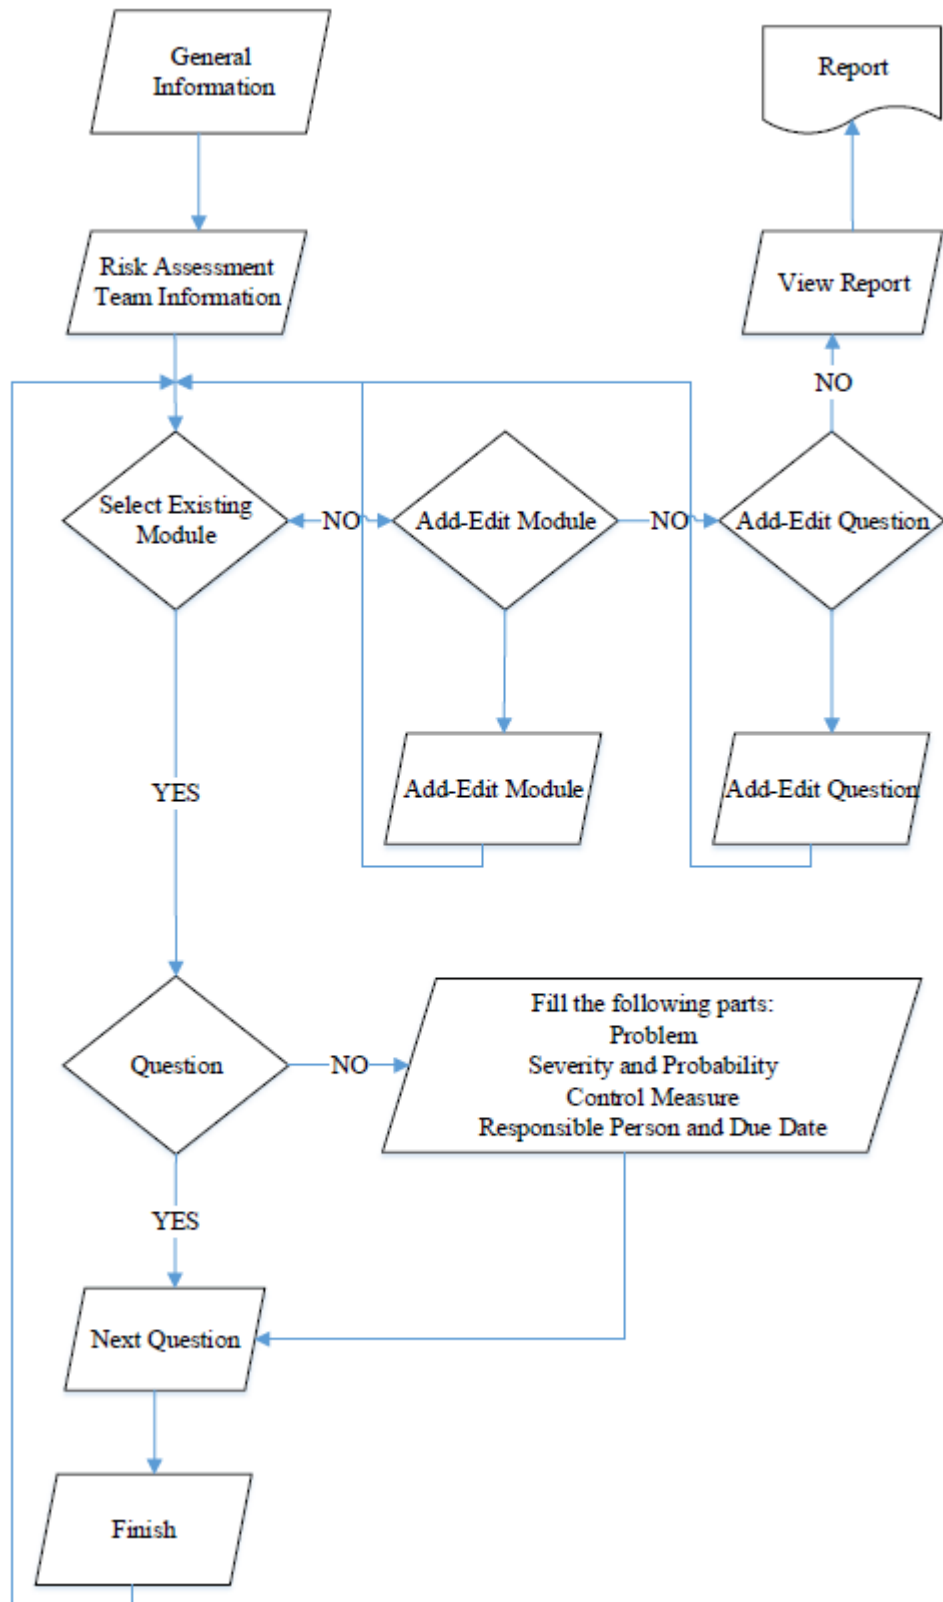 General
Information
Report
Risk Assessment
Team Information
View Report
NO
Select Existing
Module
NO
Add-Edit Module
NO
Add-Edit Question
YES
Add-Edit Module
Add-Edit Question
Question
NO
Fill the following parts:
Problem
Severity and Probability
Control Measure
Responsible Person and Due Date
YES
Next Question
Finish